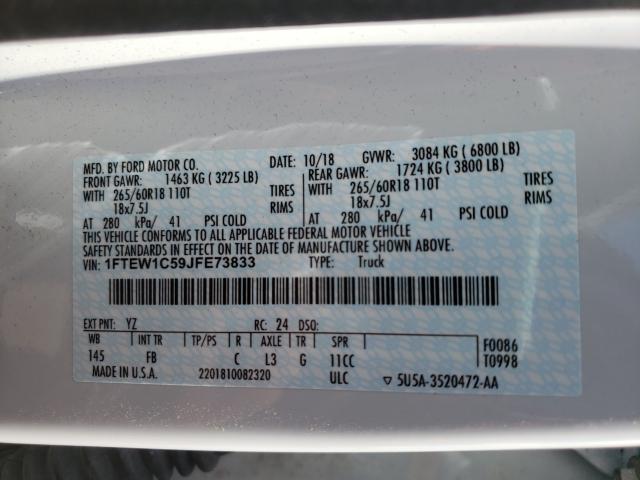 MFD. BY FORD MOTOR CO. DATE: 10/18 GVWR: 3084 KG ( 6800 LB)
FRONT GAWR: 1463 KG ( 3225 LB) REAR GAWR: 1724 KG ( 3800 LB)
WITH 265/60R18 110T TIRES WITH 265/60R18 110T TIRES
18x7.5J RIMS 18x7.5J RIMS
AT 280 kPa/ 41 PSI COLD AT 280 kPa/ 41 PSI COLD
THIS VEHICLE CONFORMS TO ALL APPLICABLE FEDERAL MOTOR VEHICLE
SAFETY STANDARDS IN EFFECT ON THE DATE OF MANUFACTURE SHOWN ABOVE.
VIN: 1FTEW1C59JFE73833 TYPE: Truck
EXT PNT: YZ RC: 24 DSO:
WB INT TR TP/PS R AXLE TR SPR F0086
145 FB C L3 G 11CC T0998
MADE IN U.S.A. 2201810082320 ULC ▽ 5U5A-3520472-AA